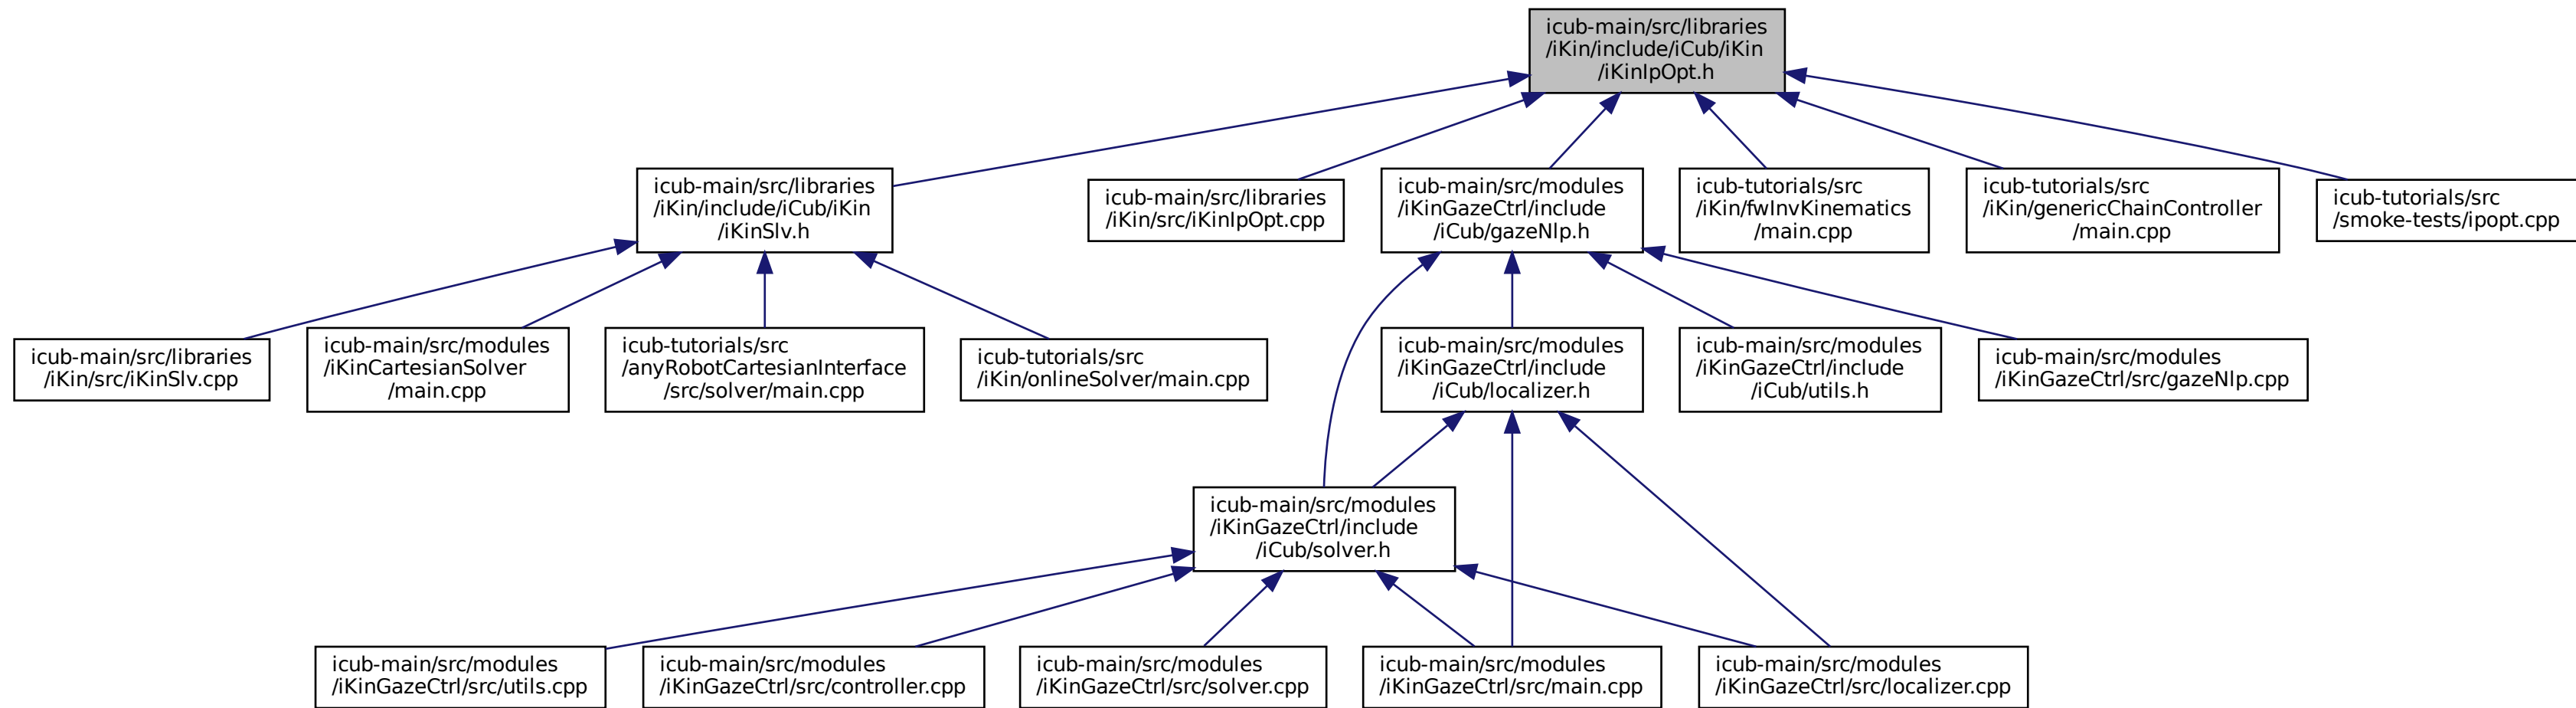 icub-main/src/libraries
/iKin/include/iCub/iKin
/iKinIpOpt.h
icub-main/src/libraries
/iKin/include/iCub/iKin
/iKinSlv.h
icub-main/src/libraries
/iKin/src/iKinIpOpt.cpp
icub-main/src/modules
/iKinGazeCtrl/include
/iCub/gazeNlp.h
icub-tutorials/src
/iKin/fwInvKinematics
/main.cpp
icub-tutorials/src
/iKin/genericChainController
/main.cpp
icub-tutorials/src
/smoke-tests/ipopt.cpp
icub-main/src/libraries
/iKin/src/iKinSlv.cpp
icub-main/src/modules
/iKinCartesianSolver
/main.cpp
icub-tutorials/src
/anyRobotCartesianInterface
/src/solver/main.cpp
icub-tutorials/src
/iKin/onlineSolver/main.cpp
icub-main/src/modules
/iKinGazeCtrl/include
/iCub/localizer.h
icub-main/src/modules
/iKinGazeCtrl/include
/iCub/utils.h
icub-main/src/modules
/iKinGazeCtrl/src/gazeNlp.cpp
icub-main/src/modules
/iKinGazeCtrl/include
/iCub/solver.h
icub-main/src/modules
/iKinGazeCtrl/src/utils.cpp
icub-main/src/modules
/iKinGazeCtrl/src/controller.cpp
icub-main/src/modules
/iKinGazeCtrl/src/solver.cpp
icub-main/src/modules
/iKinGazeCtrl/src/main.cpp
icub-main/src/modules
/iKinGazeCtrl/src/localizer.cpp